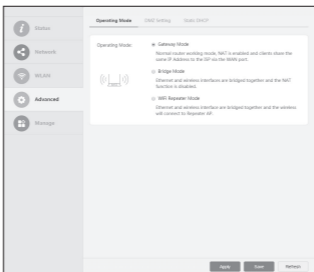 Operating Mode
DNS Setting
Static DHCP
Status
Network
WLAN
Advanced
Manage
Operating Mode:
Gateway Mode
Normal router working mode, NAT is enabled and clients share the
same IP Address to the ISP via the WAN port.
Bridge Mode
Ethernet and wireless interfaces are bridged together and the NAT
function is disabled.
WiFi Repeater Mode
Ethernet and wireless interface are bridged together and the wireless
will connect to Repeater AP.
Apply
Save
Refresh